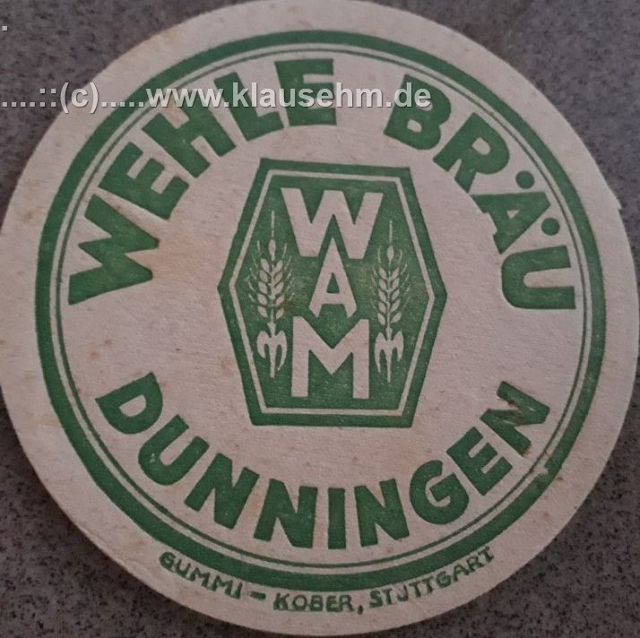 .
....::(c).....www.klausehm.de
WEHLE BRÄU
W
A
M
DUNNINGEN
GUMMI - KOBER, STUTTGART